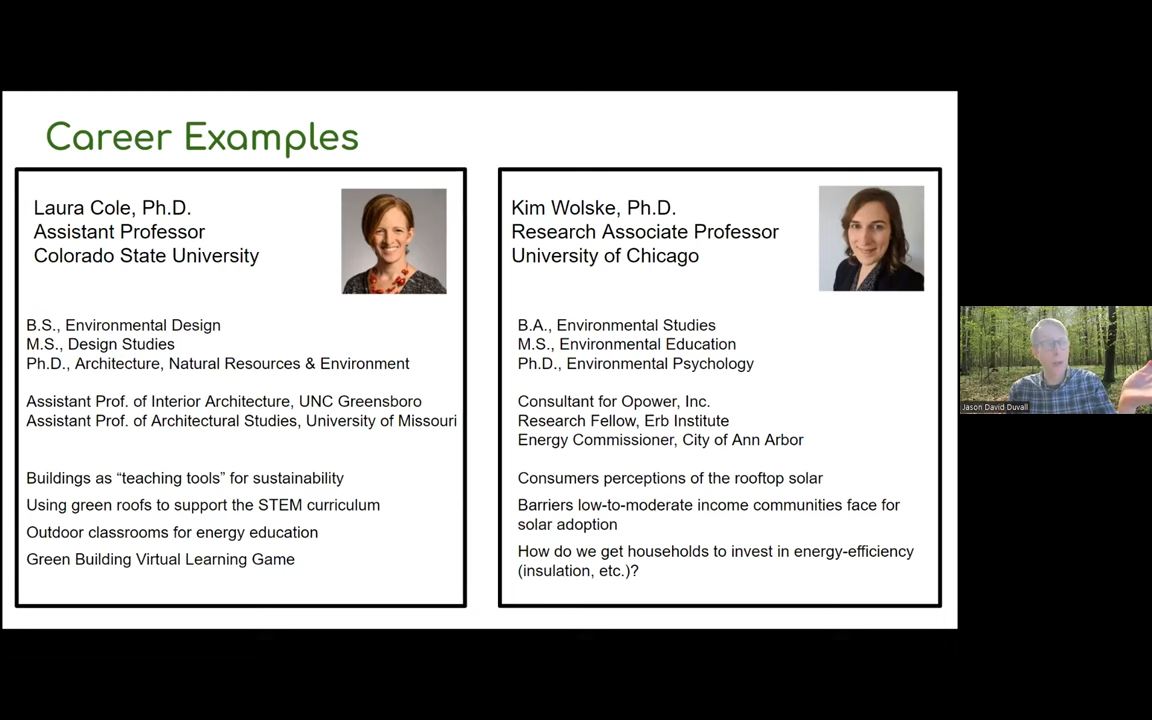 Career Examples
Laura Cole, Ph.D.
Assistant Professor
Colorado State University
B.S., Environmental Design
M.S., Design Studies
Ph.D., Architecture, Natural Resources & Environment
Assistant Prof. of Interior Architecture, UNC Greensboro
Assistant Prof. of Architectural Studies, University of Missouri
Buildings as “teaching tools” for sustainability
Using green roofs to support the STEM curriculum
Outdoor classrooms for energy education
Green Building Virtual Learning Game
Kim Wolske, Ph.D.
Research Associate Professor
University of Chicago
B.A., Environmental Studies
M.S., Environmental Education
Ph.D., Environmental Psychology
Consultant for Opower, Inc.
Research Fellow, Erb Institute
Energy Commissioner, City of Ann Arbor
Consumers perceptions of the rooftop solar
Barriers low-to-moderate income communities face for
solar adoption
How do we get households to invest in energy-efficiency
(insulation, etc.)?
Jason David Duvall